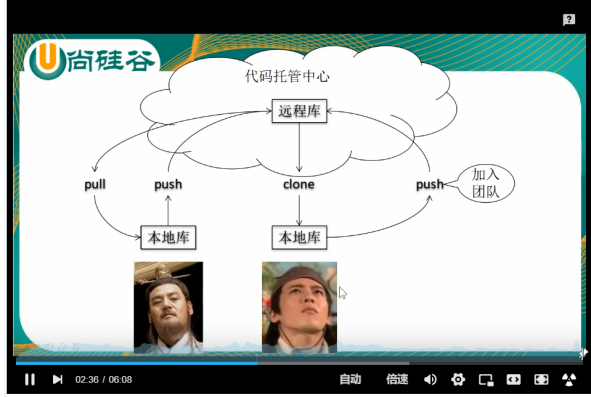 尚硅谷
代码托管中心
远程库
pull
push
clone
push
加入
团队
本地库
本地库
02:36 / 06:08
自动
倍速